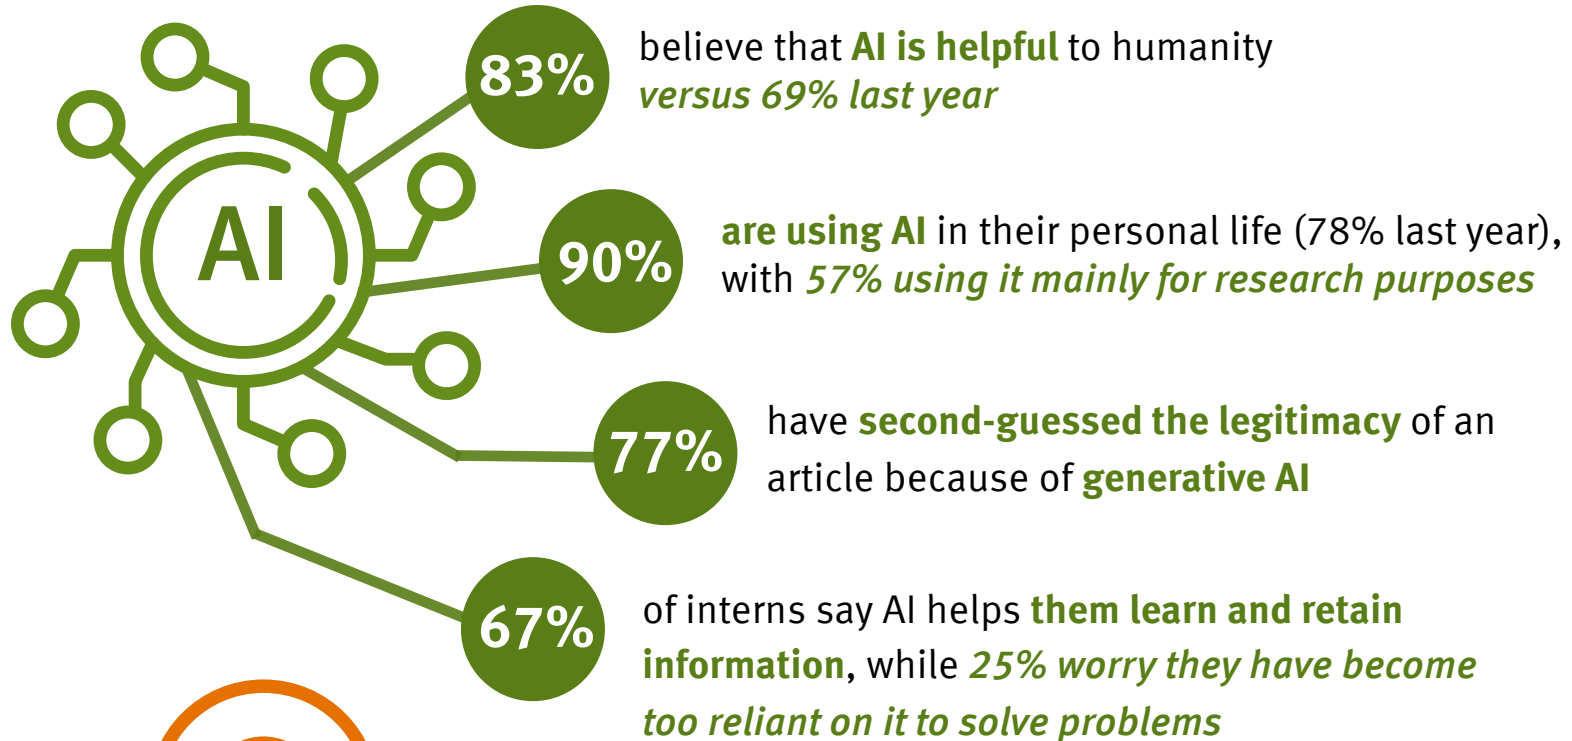 AI
83%
believe that AI is helpful to humanity
versus 69% last year
90%
are using AI in their personal life (78% last year),
with 57% using it mainly for research purposes
77%
have second-guessed the legitimacy of an
article because of generative AI
67%
of interns say AI helps them learn and retain
information, while 25% worry they have become
too reliant on it to solve problems